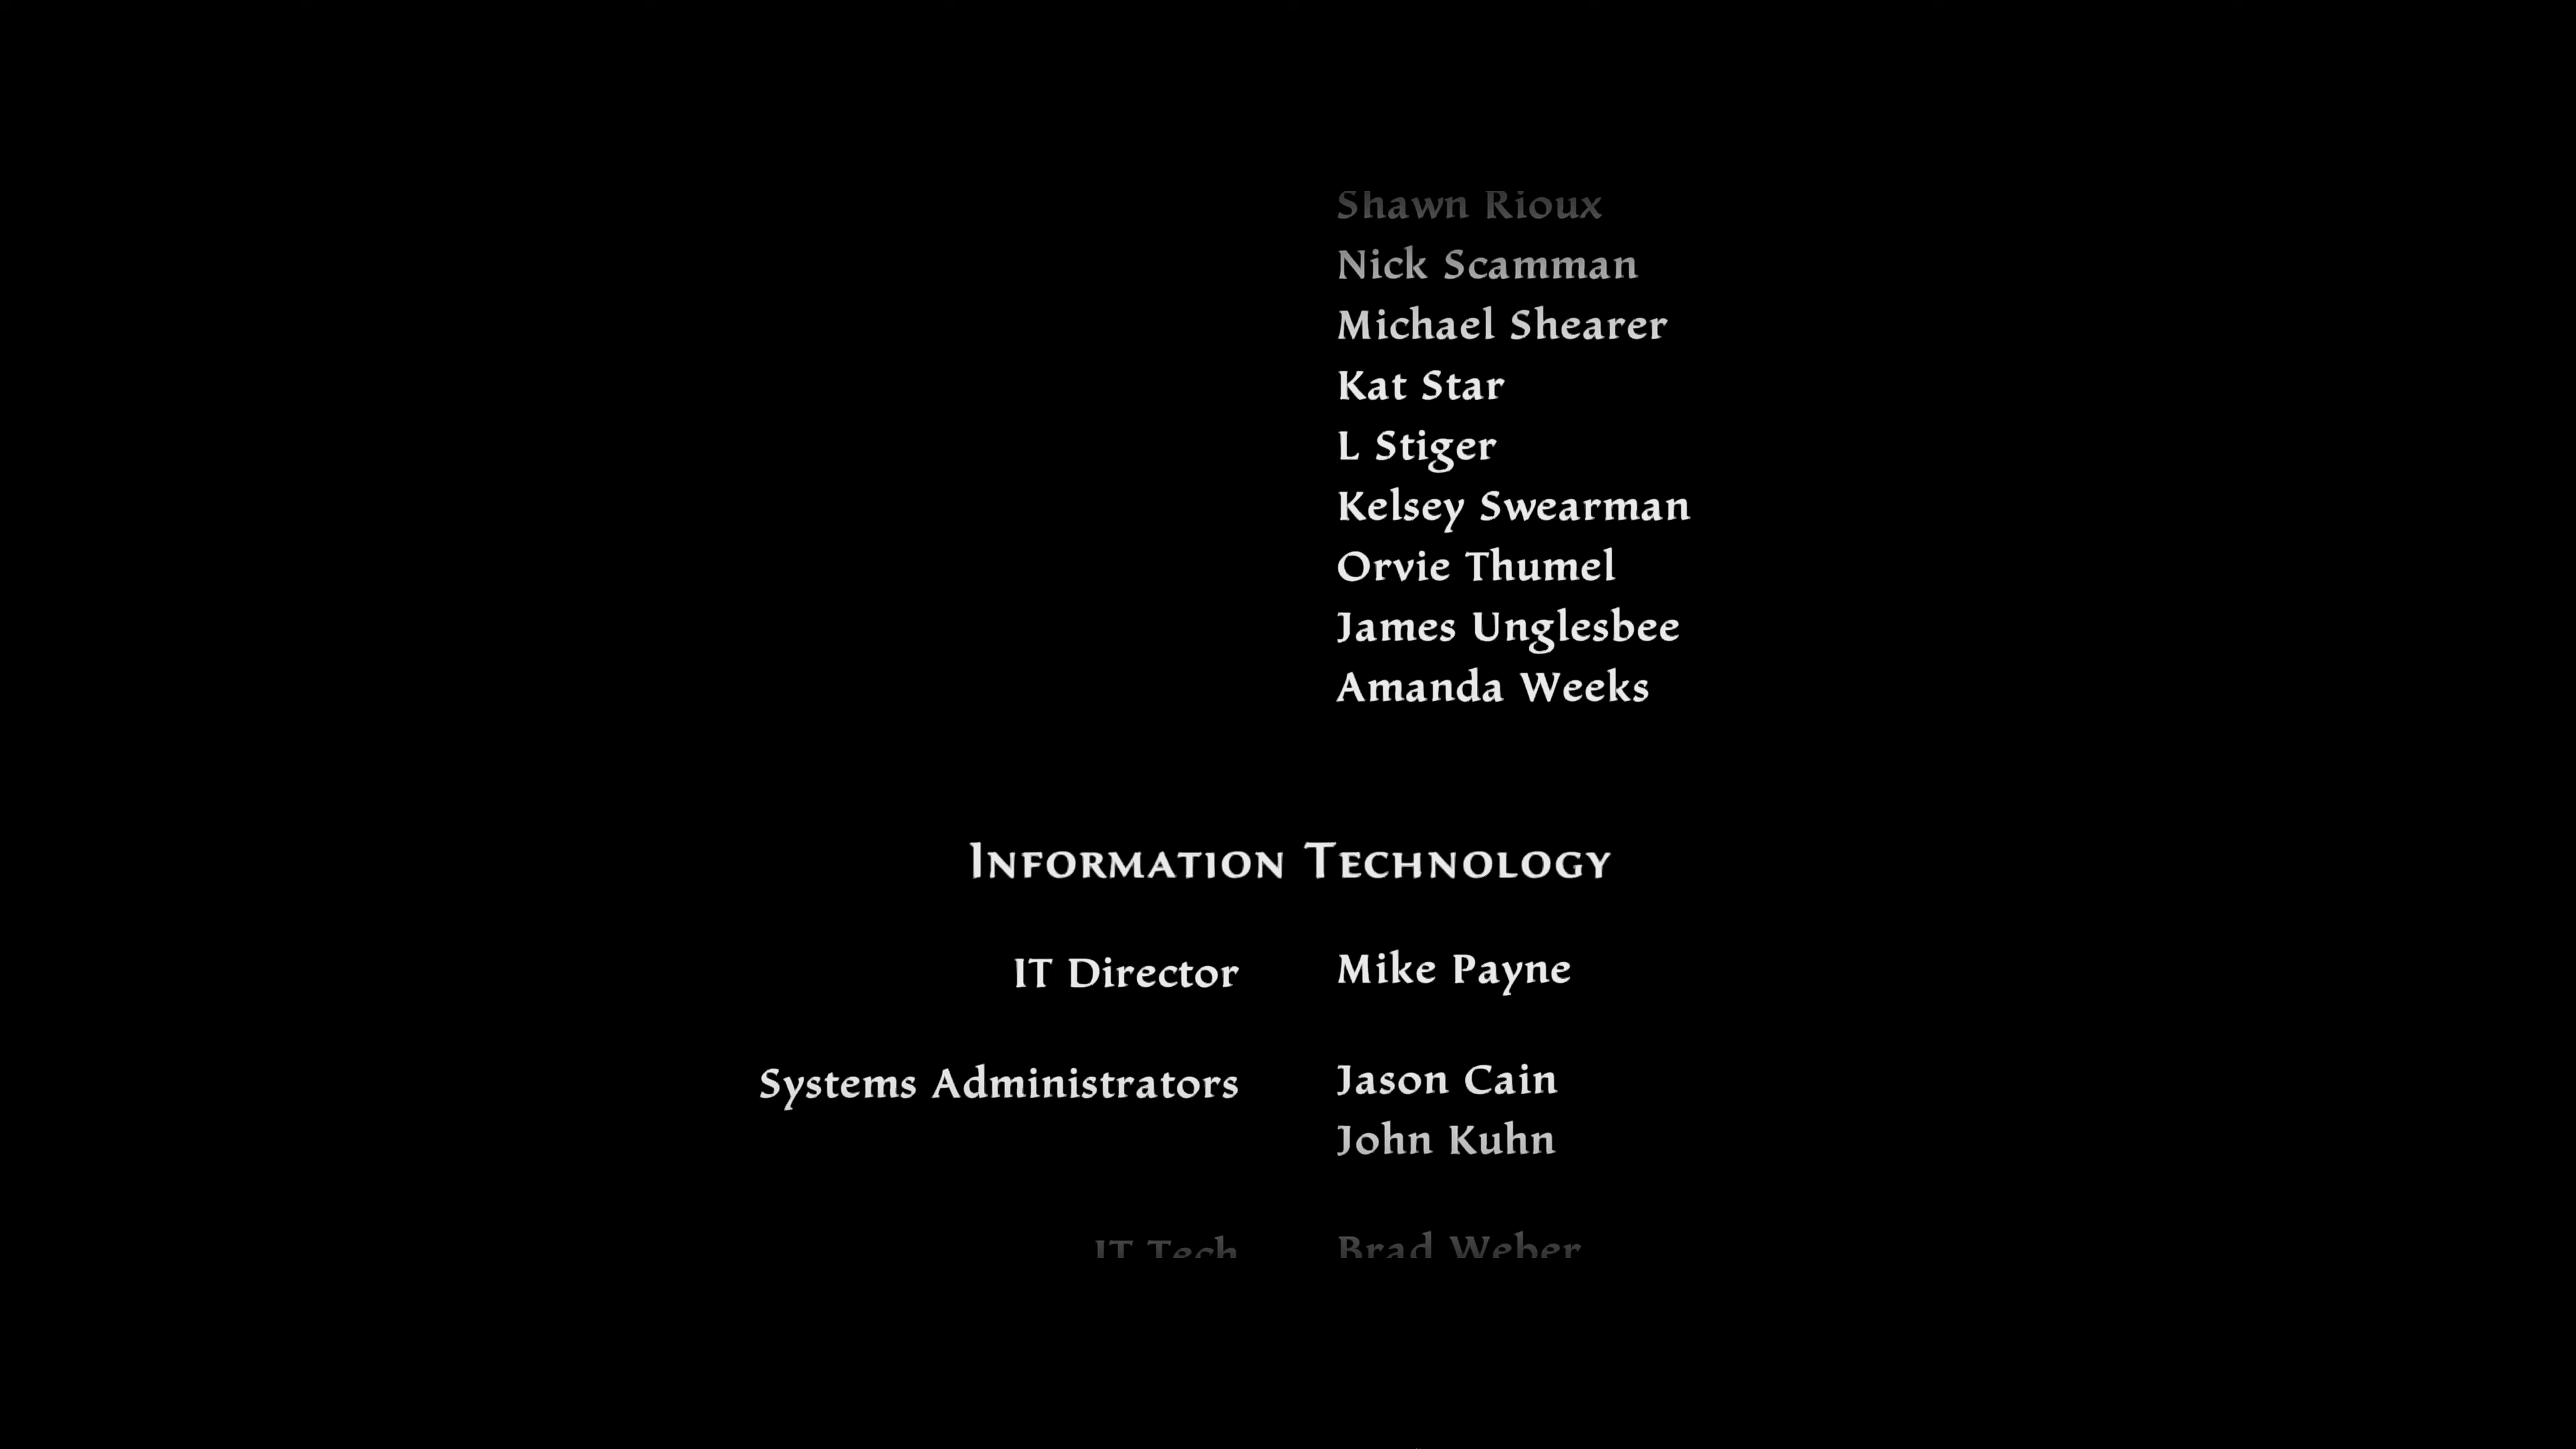 Shawn Rioux
Nick Scamman
Michael Shearer
Kat Star
L Stiger
Kelsey Swearman
Orvie Thumel
James Unglesbee
Amanda Weeks
Information Technology
IT Director Mike Payne
Systems Administrators Jason Cain
John Kuhn
IT Tech Brad Weber